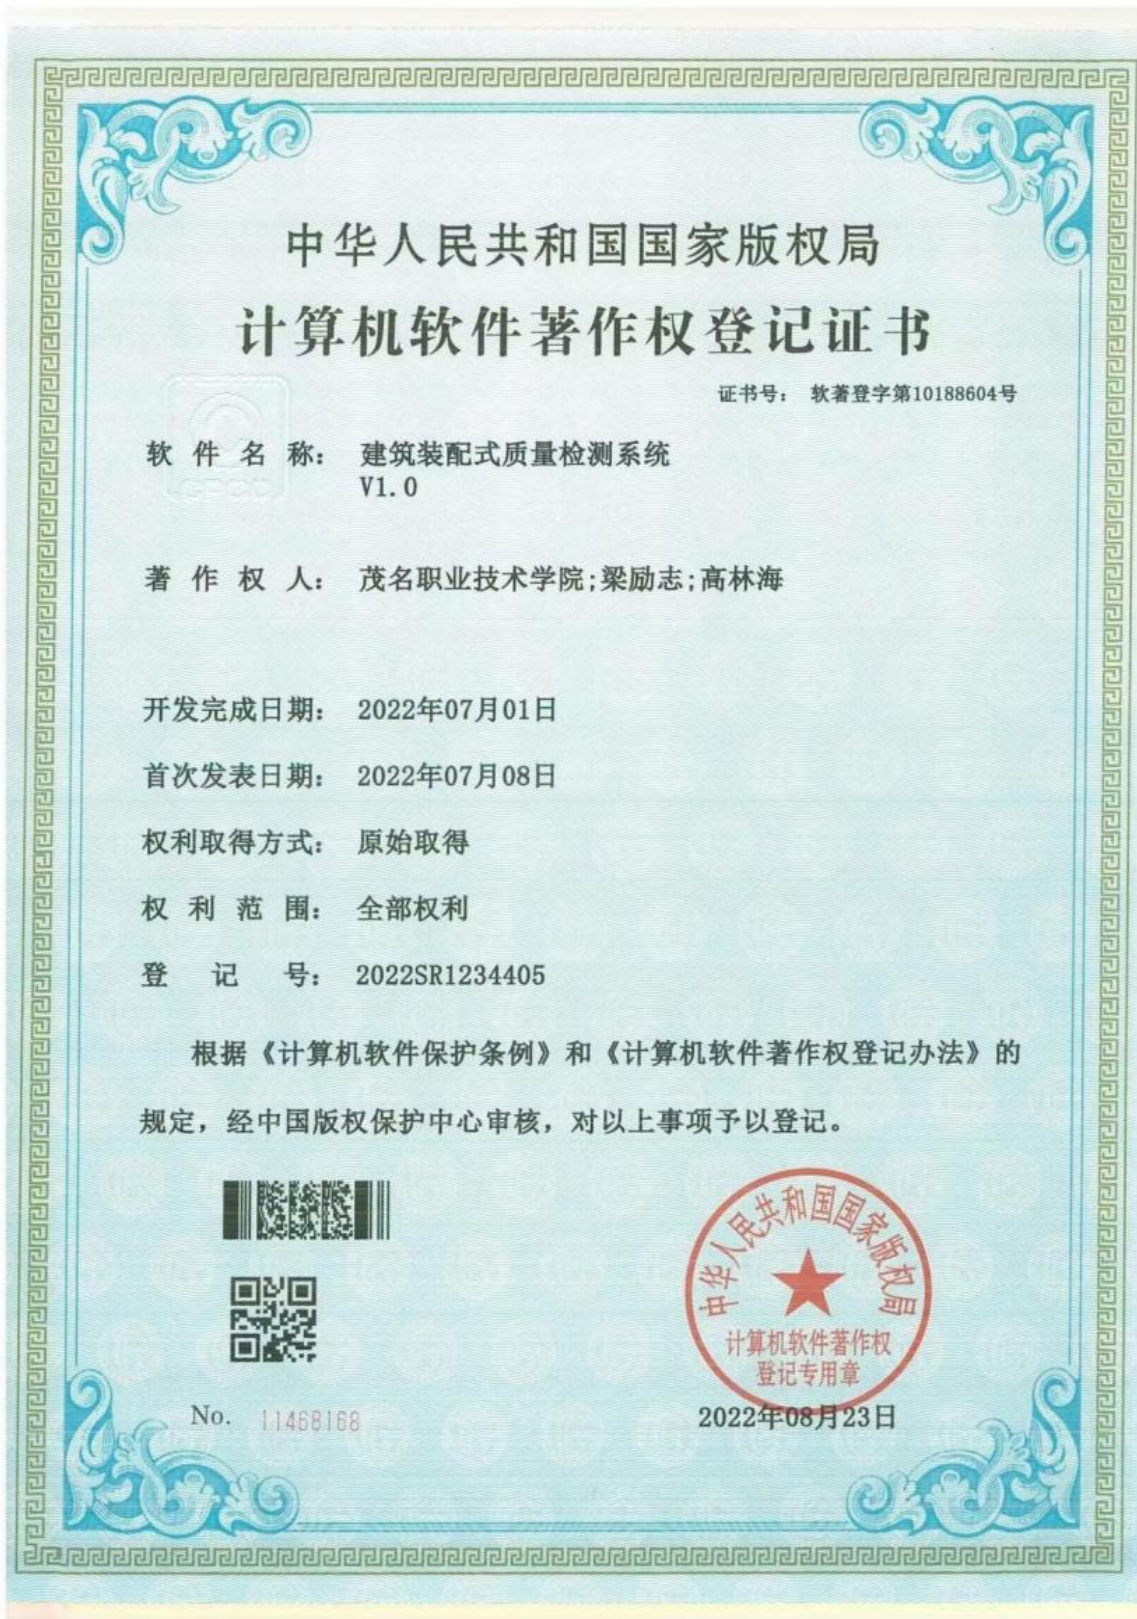 中华人民共和国国家版权局
计算机软件著作权登记证书
证书号： 软著登字第10188604号
软件名称： 建筑装配式质量检测系统
V1.0
著作权人： 茂名职业技术学院;梁励志;高林海
开发完成日期： 2022年07月01日
首次发表日期： 2022年07月08日
权利取得方式： 原始取得
权利范围： 全部权利
登记号： 2022SR1234405
根据《计算机软件保护条例》和《计算机软件著作权登记办法》的
规定，经中国版权保护中心审核，对以上事项予以登记。
中华人民共和国国家版权局
计算机软件著作权
登记专用章
No. 11468168
2022年08月23日
CPCC